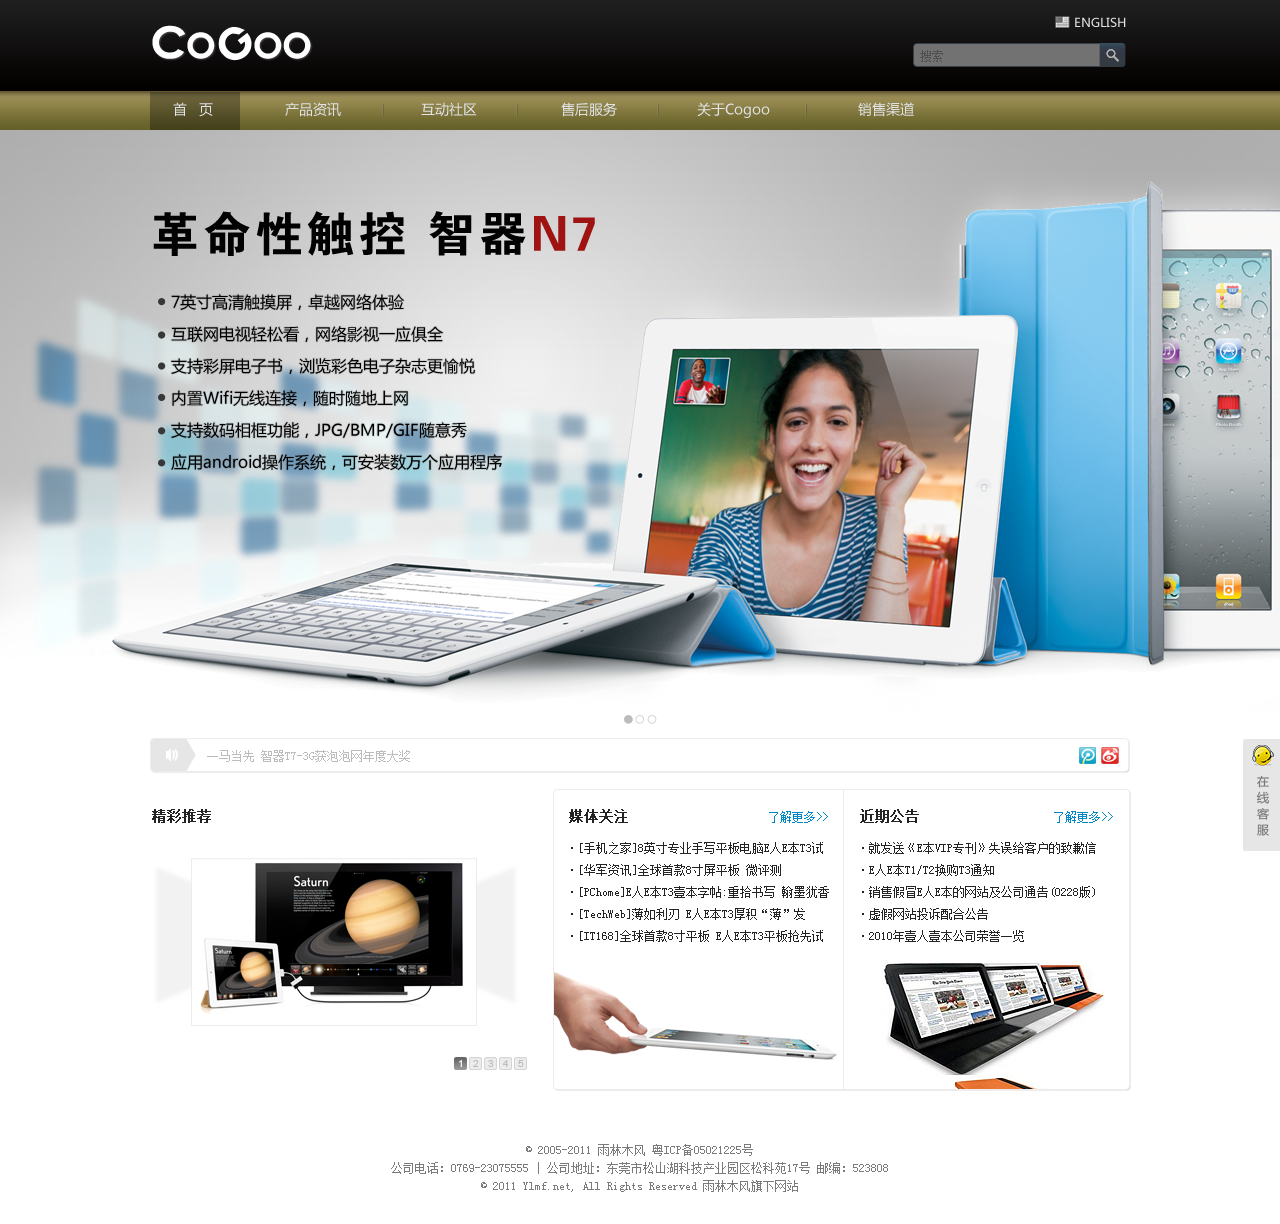 CoGoo
ENGLISH
搜索
首 页
产品资讯
互动社区
售后服务
关于Cogoo
销售渠道
革命性触控 智器N7
7英寸高清触摸屏，卓越网络体验
互联网电视轻松看，网络影视一应俱全
支持彩屏电子书，浏览彩色电子杂志更愉悦
内置Wifi无线连接，随时随地上网
支持数码相框功能，JPG/BMP/GIF随意秀
应用android操作系统，可安装数万个应用程序
一马当先 智器T7-3G获泡泡网年度大奖
在线客服
精彩推荐
Saturn
1 2 3 4 5
媒体关注
了解更多>>
·[手机之家]8英寸专业手写平板电脑E人E本T3试
·[华军资讯]全球首款8寸屏平板 微评测
·[PChome]E人E本T3壹本字帖:重拾书写 翰墨犹香
·[TechWeb]薄如利刃 E人E本T3厚积“薄”发
·[IT168]全球首款8寸平板 E人E本T3平板抢先试
近期公告
了解更多>>
·就发送《E本VIP专刊》失误给客户的致歉信
·E人E本T1/T2换购T3通知
·销售假冒E人E本的网站及公司通告(0228版)
·虚假网站投诉配合公告
·2010年壹人壹本公司荣誉一览
© 2005-2011 雨林木风 粤ICP备05021225号
公司电话: 0769-23075555 | 公司地址: 东莞市松山湖科技产业园区松科苑17号 邮编: 523808
© 2011 Ylmf.net, All Rights Reserved 雨林木风旗下网站